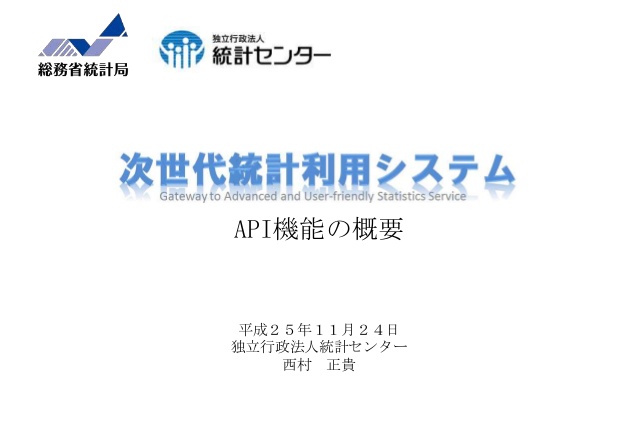 総務省統計局
独立行政法人
統計センター
次世代統計利用システム
Gateway to Advanced and User-friendly Statistics Service
API機能の概要
平成２５年１１月２４日
独立行政法人統計センター
西村　正貴